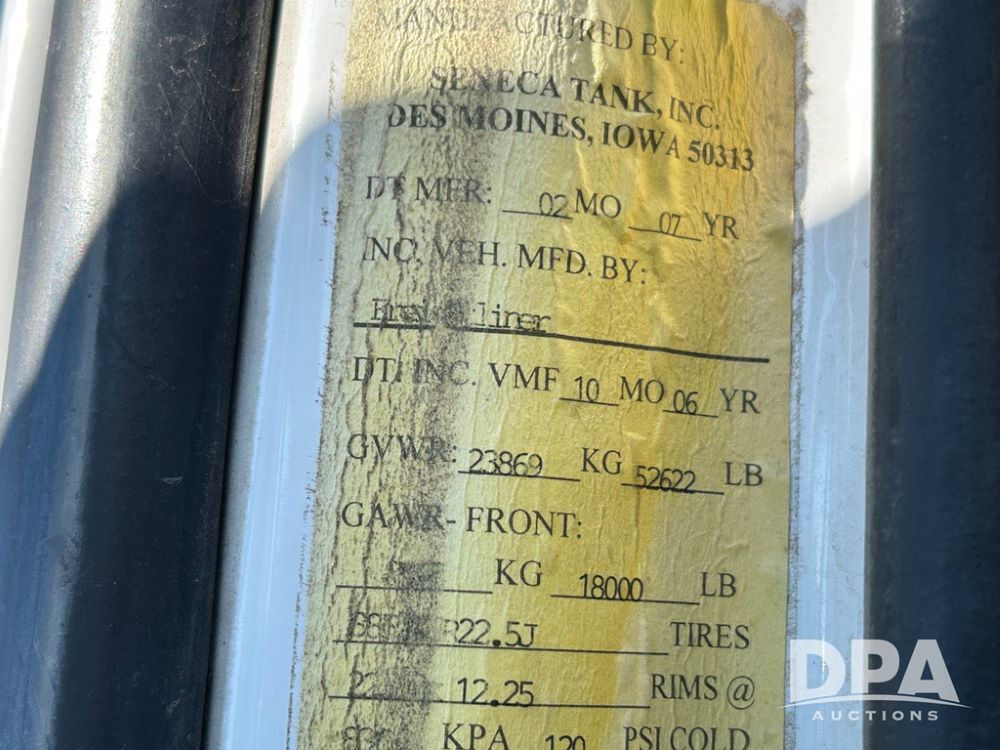 MANUFACTURED BY:
SENECA TANK, INC.
DES MOINES, IOWA 50313
DT MFR: 02 MO 07 YR
INC. VEH. MFD. BY:
DT. INC. VMF 10 MO 06 YR
GVWR: 23869 KG 52622 LB
GAWR- FRONT:
KG 18000 LB
R22.5J TIRES
12.25 RIMS @
KPA 120 PSI COLD
DPA
AUCTIONS